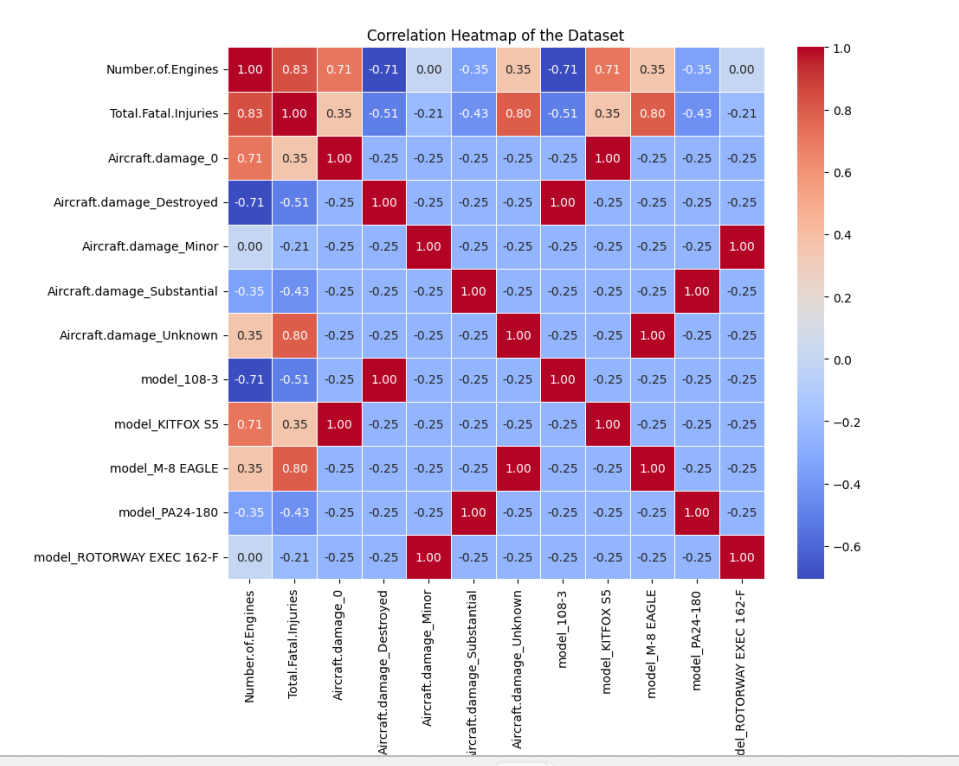 Correlation Heatmap of the Dataset
Number.of.Engines 1.00 0.83 0.71 -0.71 0.00 -0.35 0.35 -0.71 0.71 0.35 -0.35 0.00
Total.Fatal.Injuries 0.83 1.00 0.35 -0.51 -0.21 -0.43 0.80 -0.51 0.35 0.80 -0.43 -0.21
Aircraft.damage_0 0.71 0.35 1.00 -0.25 -0.25 -0.25 -0.25 -0.25 1.00 -0.25 -0.25 -0.25
Aircraft.damage_Destroyed -0.71 -0.51 -0.25 1.00 -0.25 -0.25 -0.25 1.00 -0.25 -0.25 -0.25 -0.25
Aircraft.damage_Minor 0.00 -0.21 -0.25 -0.25 1.00 -0.25 -0.25 -0.25 -0.25 -0.25 -0.25 1.00
Aircraft.damage_Substantial -0.35 -0.43 -0.25 -0.25 -0.25 1.00 -0.25 -0.25 -0.25 -0.25 1.00 -0.25
Aircraft.damage_Unknown 0.35 0.80 -0.25 -0.25 -0.25 -0.25 1.00 -0.25 -0.25 1.00 -0.25 -0.25
model_108-3 -0.71 -0.51 -0.25 1.00 -0.25 -0.25 -0.25 1.00 -0.25 -0.25 -0.25 -0.25
model_KITFOX S5 0.71 0.35 1.00 -0.25 -0.25 -0.25 -0.25 -0.25 1.00 -0.25 -0.25 -0.25
model_M-8 EAGLE 0.35 0.80 -0.25 -0.25 -0.25 -0.25 1.00 -0.25 -0.25 1.00 -0.25 -0.25
model_PA24-180 -0.35 -0.43 -0.25 -0.25 -0.25 1.00 -0.25 -0.25 -0.25 -0.25 1.00 -0.25
model_ROTORWAY EXEC 162-F 0.00 -0.21 -0.25 -0.25 1.00 -0.25 -0.25 -0.25 -0.25 -0.25 -0.25 1.00
Number.of.Engines
Total.Fatal.Injuries
Aircraft.damage_0
Aircraft.damage_Destroyed
Aircraft.damage_Minor
ircraft.damage_Substantial
Aircraft.damage_Unknown
model_108-3
model_KITFOX S5
model_M-8 EAGLE
model_PA24-180
del_ROTORWAY EXEC 162-F
1.0
0.8
0.6
0.4
0.2
0.0
−0.2
−0.4
−0.6